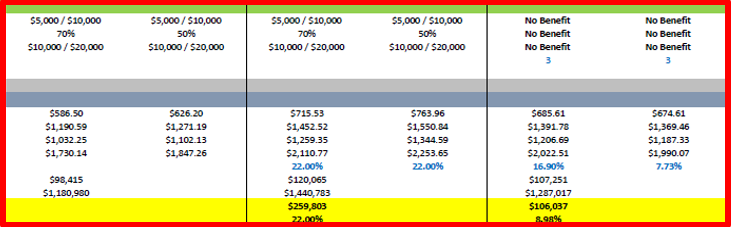 $5,000 / $10,000 $5,000 / $10,000 $5,000 / $10,000 $5,000 / $10,000 No Benefit No Benefit
70% 50% 70% 50% No Benefit No Benefit
$10,000 / $20,000 $10,000 / $20,000 $10,000 / $20,000 $10,000 / $20,000 No Benefit No Benefit
3 3
$586.50 $626.20 $715.53 $763.96 $685.61 $674.61
$1,190.59 $1,271.19 $1,452.52 $1,550.84 $1,391.78 $1,369.46
$1,032.25 $1,102.13 $1,259.35 $1,344.59 $1,206.69 $1,187.33
$1,730.14 $1,847.26 $2,110.77 $2,253.65 $2,022.51 $1,990.07
22.00% 22.00% 16.90% 7.73%
$98,415 $120,065 $107,251
$1,180,980 $1,440,783 $1,287,017
$259,803 $106,037
22.00% 8.98%